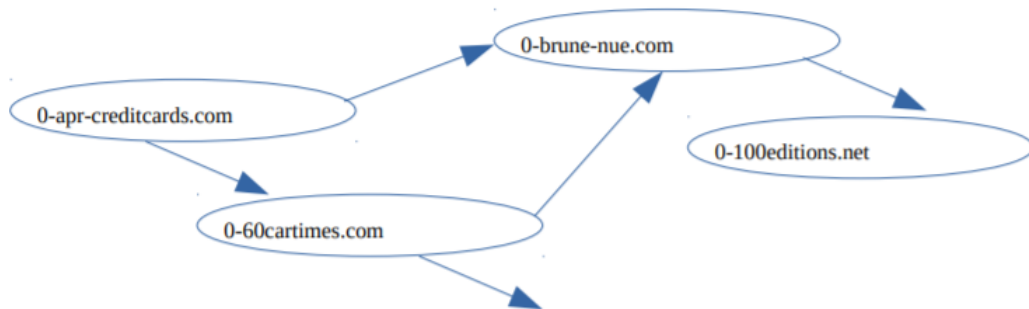 0-brune-nue.com
0-apr-creditcards.com
0-100editions.net
0-60cartimes.com